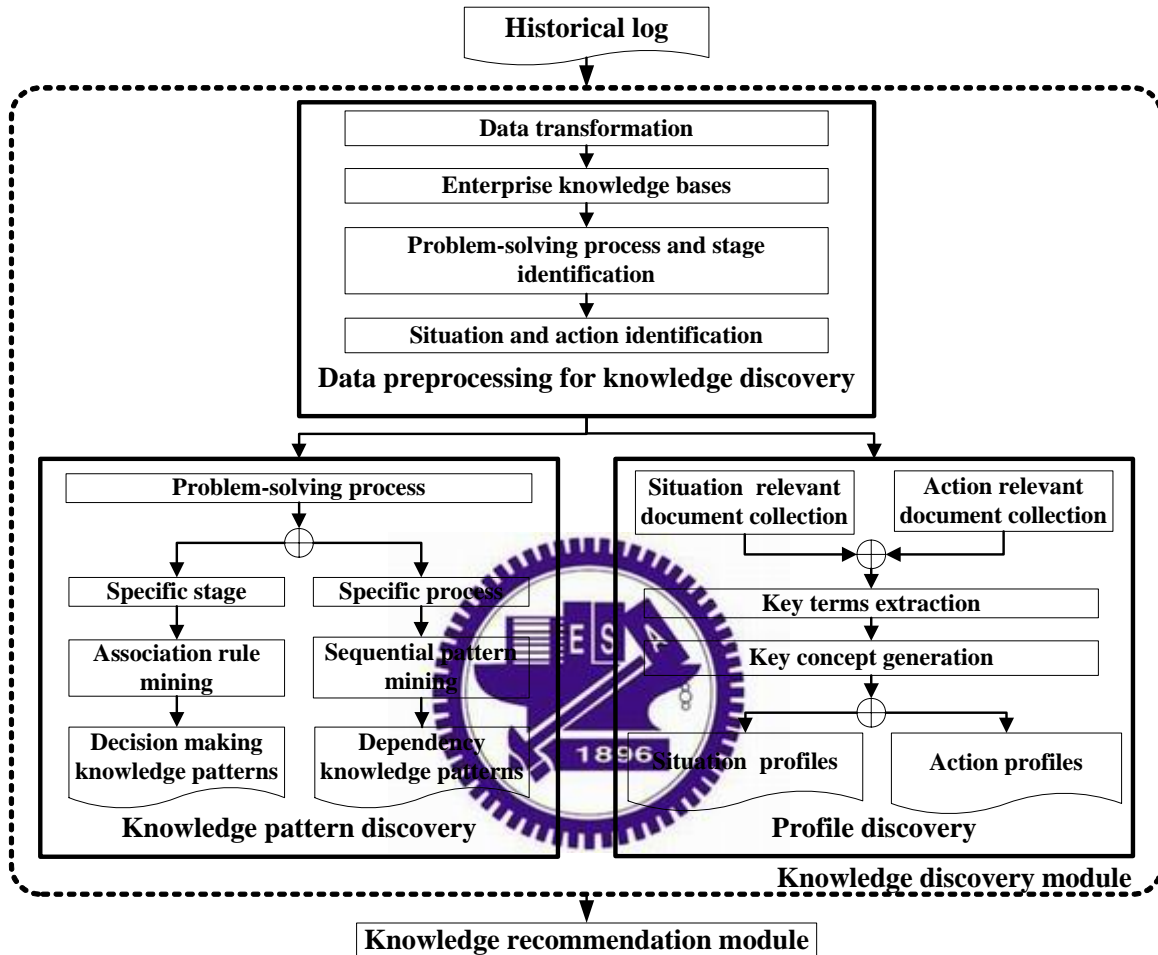 Historical log
Data transformation
Enterprise knowledge bases
Problem-solving process and stage
identification
Situation and action identification
Data preprocessing for knowledge discovery
Problem-solving process
Specific stage
Specific process
Association rule
mining
Sequential pattern
mining
Decision making
knowledge patterns
Dependency
knowledge patterns
Knowledge pattern discovery
Situation relevant
document collection
Action relevant
document collection
Key terms extraction
Key concept generation
Situation profiles
Action profiles
Profile discovery
E S A
1896
Knowledge discovery module
Knowledge recommendation module